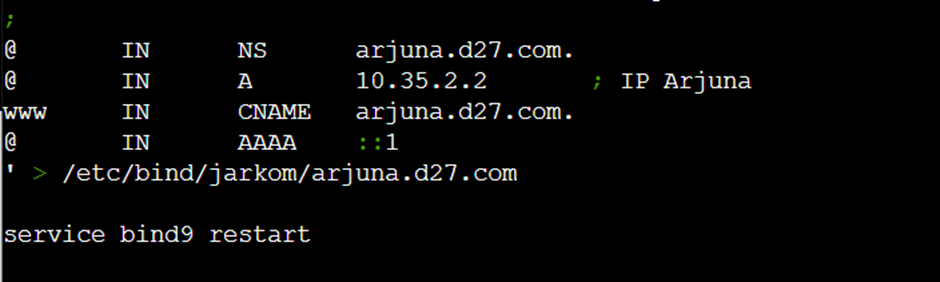 ;
@ IN NS arjuna.d27.com.
@ IN A 10.35.2.2 ; IP Arjuna
www IN CNAME arjuna.d27.com.
@ IN AAAA ::1
' > /etc/bind/jarkom/arjuna.d27.com
service bind9 restart